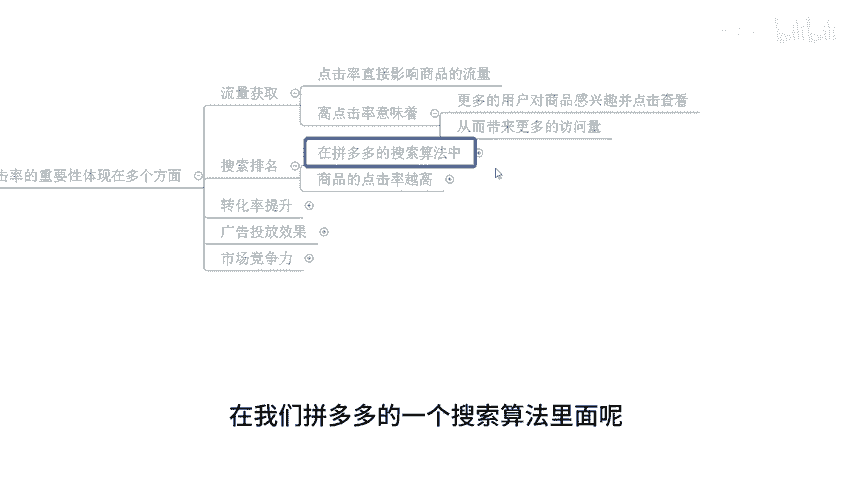 bilibili
点击率直接影响商品的流量
流量获取
高点击率意味着
更多的用户对商品感兴趣并点击查看
从而带来更多的访问量
在拼多多的搜索算法中
搜索排名
击率的重要性体现在多个方面
商品的点击率越高
转化率提升
广告投放效果
市场竞争力
在我们拼多多的一个搜索算法里面呢